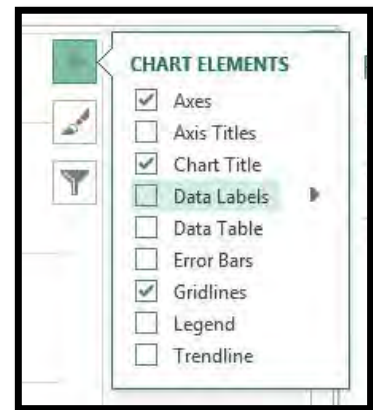 CHART ELEMENTS
Axes
Axis Titles
Chart Title
Data Labels
Data Table
Error Bars
Gridlines
Legend
Trendline